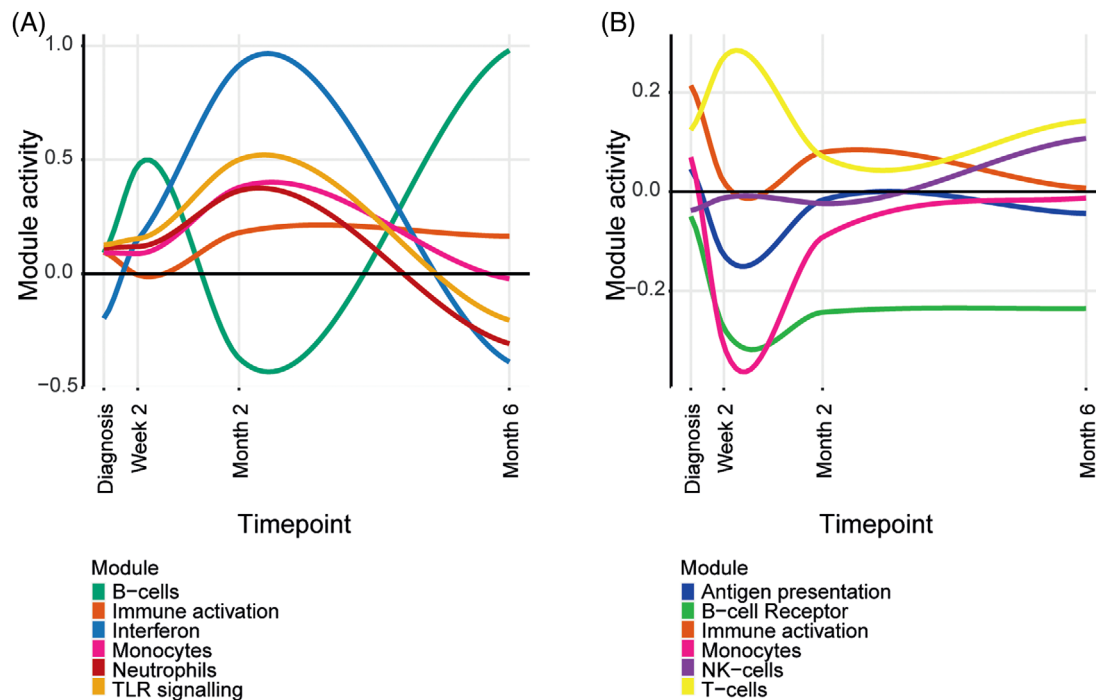 (A)
1.0
0.5
0.0
−0.5
Module activity
Diagnosis
Week 2
Month 2
Month 6
Timepoint
Module
B−cells
Immune activation
Interferon
Monocytes
Neutrophils
TLR signalling
(B)
0.2
0.0
−0.2
Module activity
Diagnosis
Week 2
Month 2
Month 6
Timepoint
Module
Antigen presentation
B−cell Receptor
Immune activation
Monocytes
NK−cells
T−cells